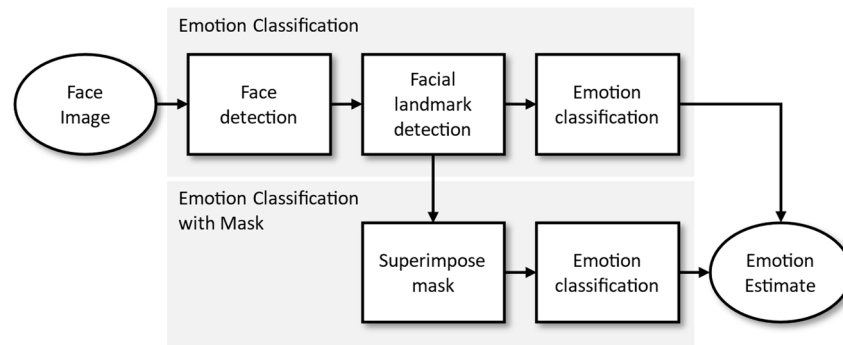 Emotion Classification
Face
Image
Face
detection
Facial
landmark
detection
Emotion
classification
Emotion Classification
with Mask
Superimpose
mask
Emotion
classification
Emotion
Estimate